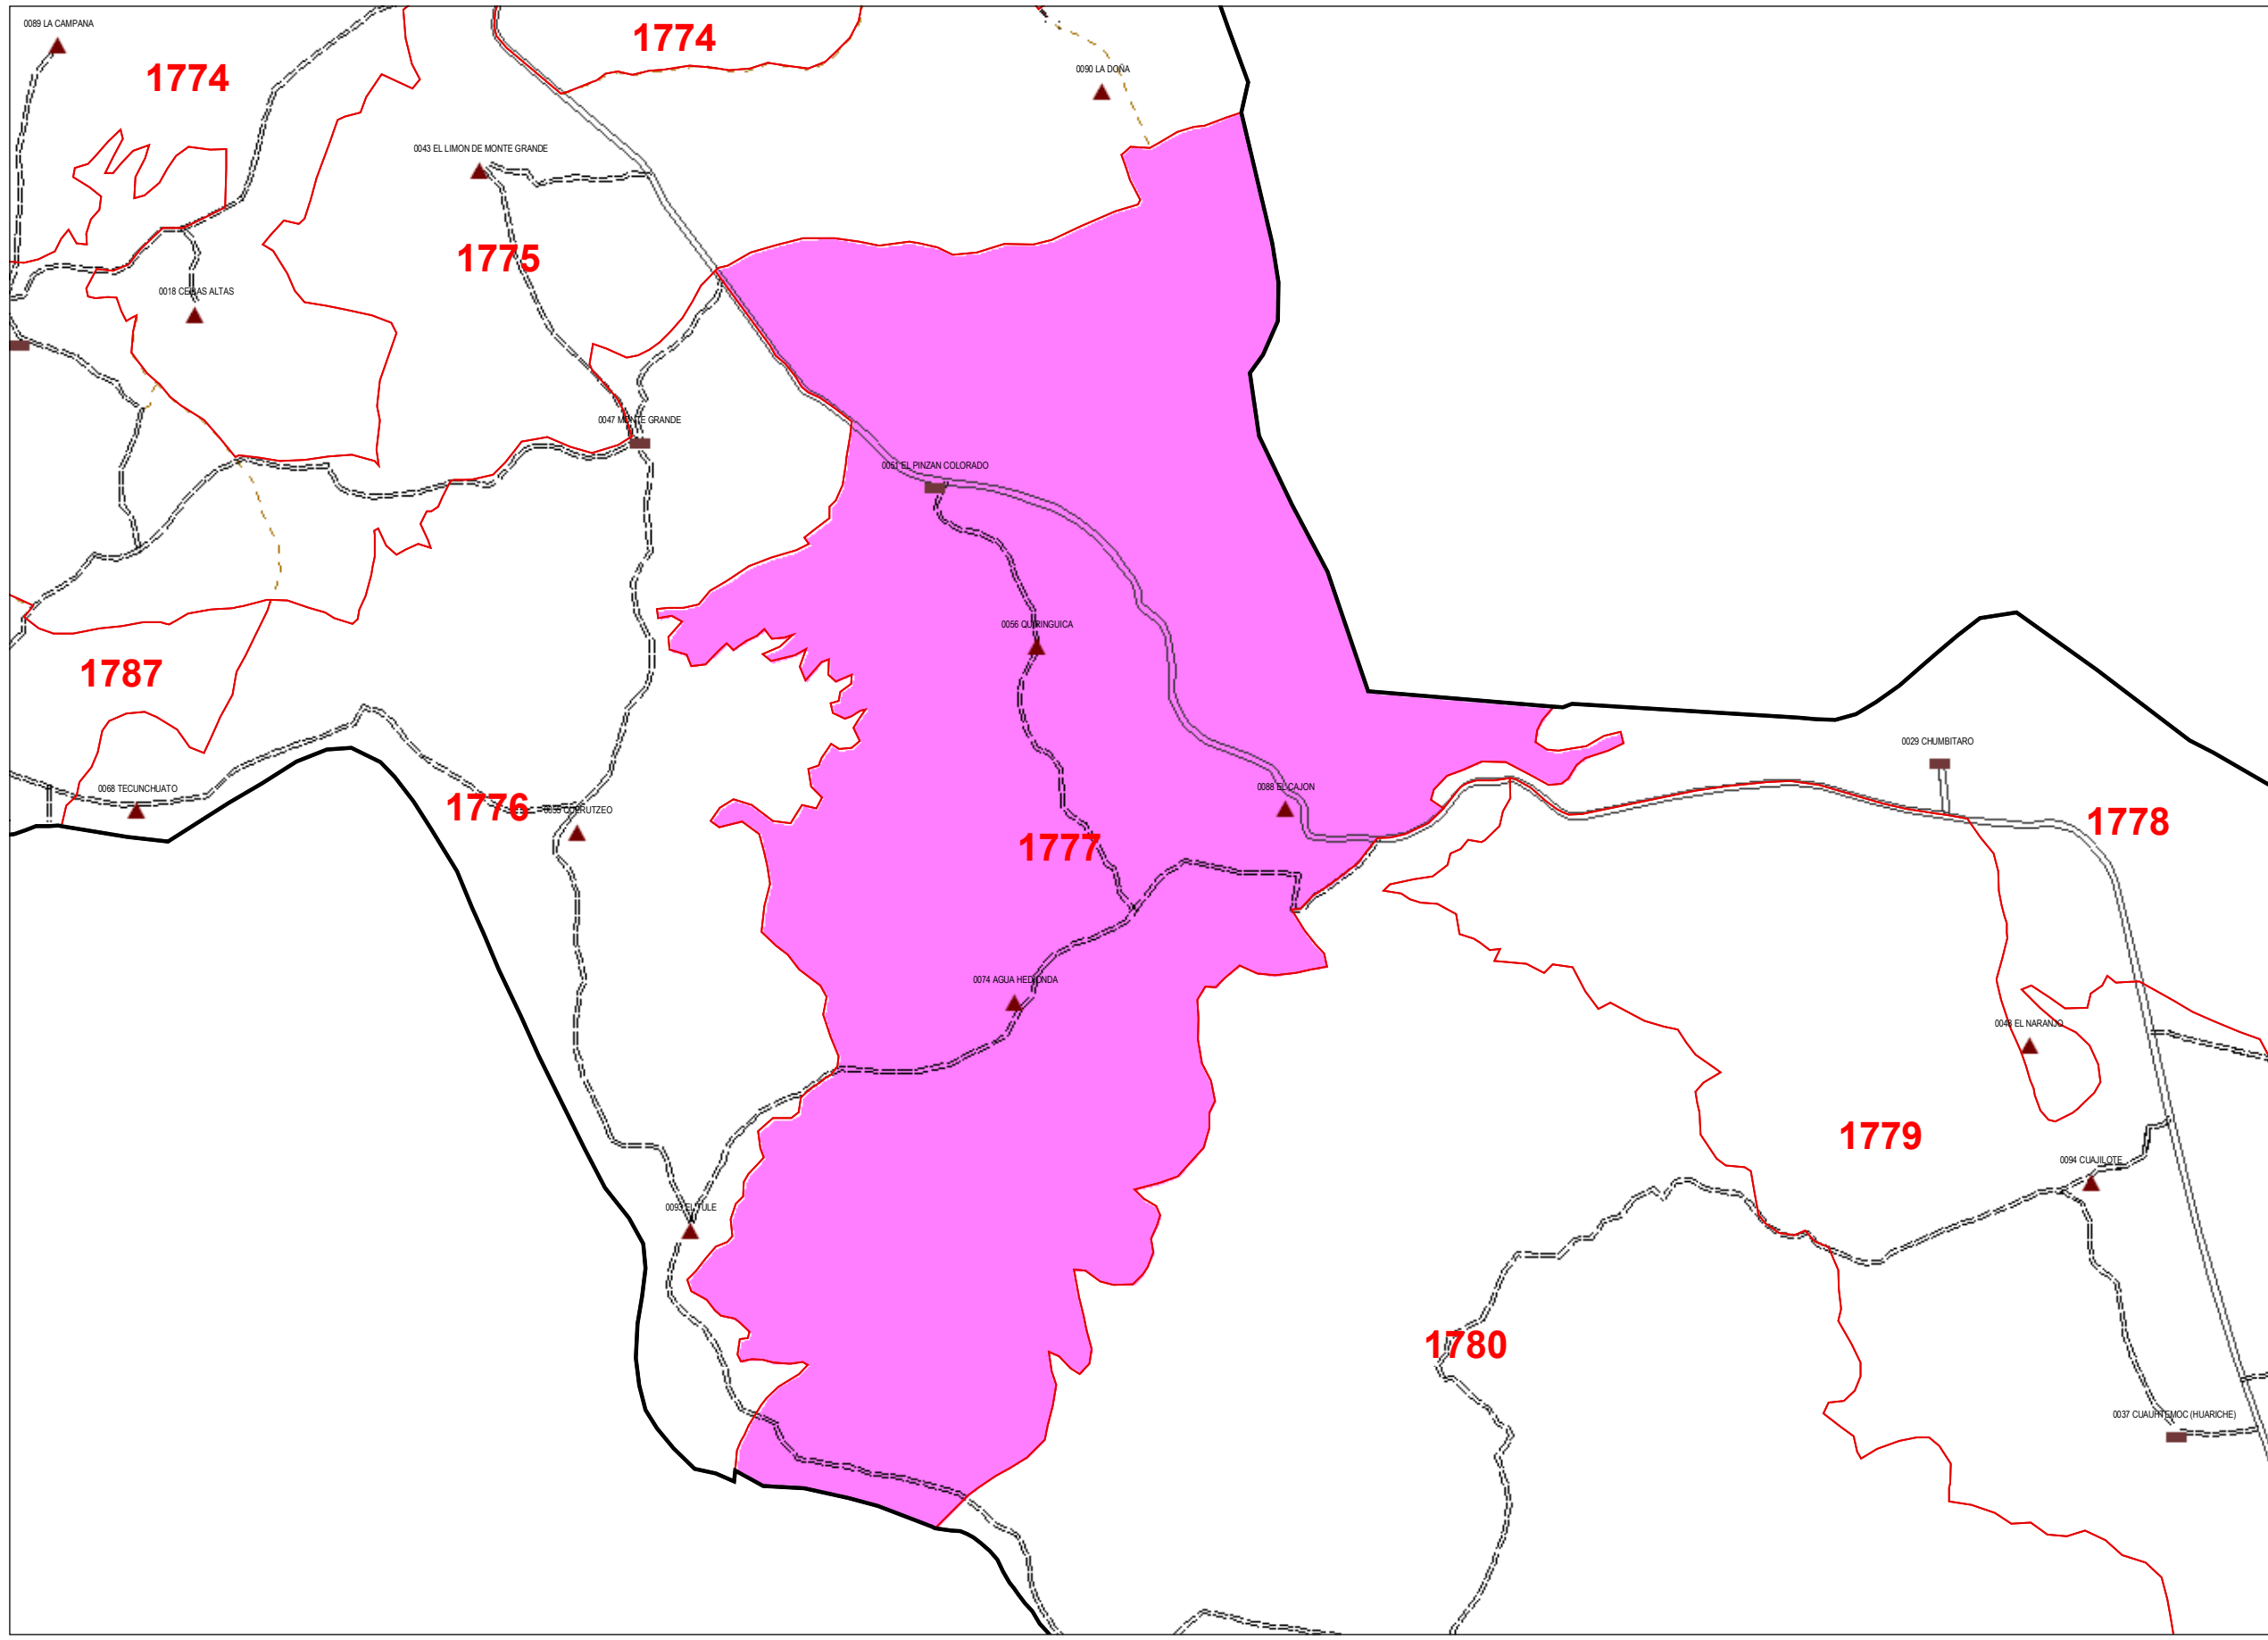 0089 LA CAMPANA
1774
1774
0090 LA DOÑA
0043 EL LIMON DE MONTE GRANDE
1775
0018 CEIBAS ALTAS
0047 MONTE GRANDE
0051 EL PINZAN COLORADO
0056 QUIRINGUICA
1787
0029 CHUMBITARO
0068 TECUNCHUATO
0088 EL CAJON
1776
1778
1777
0074 AGUA HEDIONDA
0048 EL NARANJO
1779
0094 CUAJILOTE
0093 EL TULE
1780
0037 CUAUHTEMOC (HUARICHE)